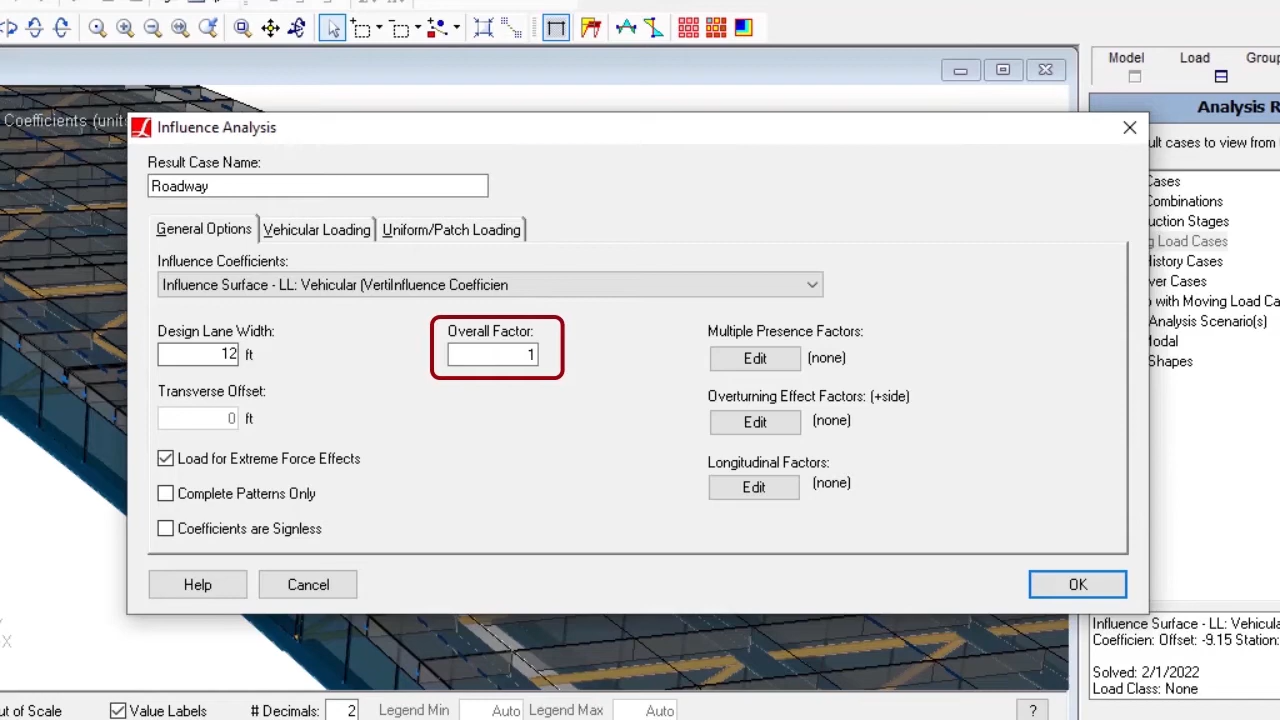 Model Load Group
Analysis R
Coefficients (unit
Influence Analysis
ult cases to view from
Result Case Name:
Roadway
Cases
Combinations
uction Stages
g Load Cases
History Cases
ver Cases
with Moving Load Ca
Analysis Scenario(s)
Modal
Shapes
General Options Vehicular Loading Uniform/Patch Loading
Influence Coefficients:
Influence Surface - LL: Vehicular (VertiInfluence Coefficien
Design Lane Width: Overall Factor: Multiple Presence Factors:
12 ft 1 Edit (none)
Transverse Offset: Overturning Effect Factors: (+side)
0 ft Edit (none)
Load for Extreme Force Effects Longitudinal Factors:
Complete Patterns Only Edit (none)
Coefficients are Signless
Help Cancel OK
Influence Surface - LL: Vehicula
Coefficien: Offset: -9.15 Station:
X
Solved: 2/1/2022
Load Class: None
ut of Scale Value Labels # Decimals: 2 Legend Min Auto Legend Max Auto ?